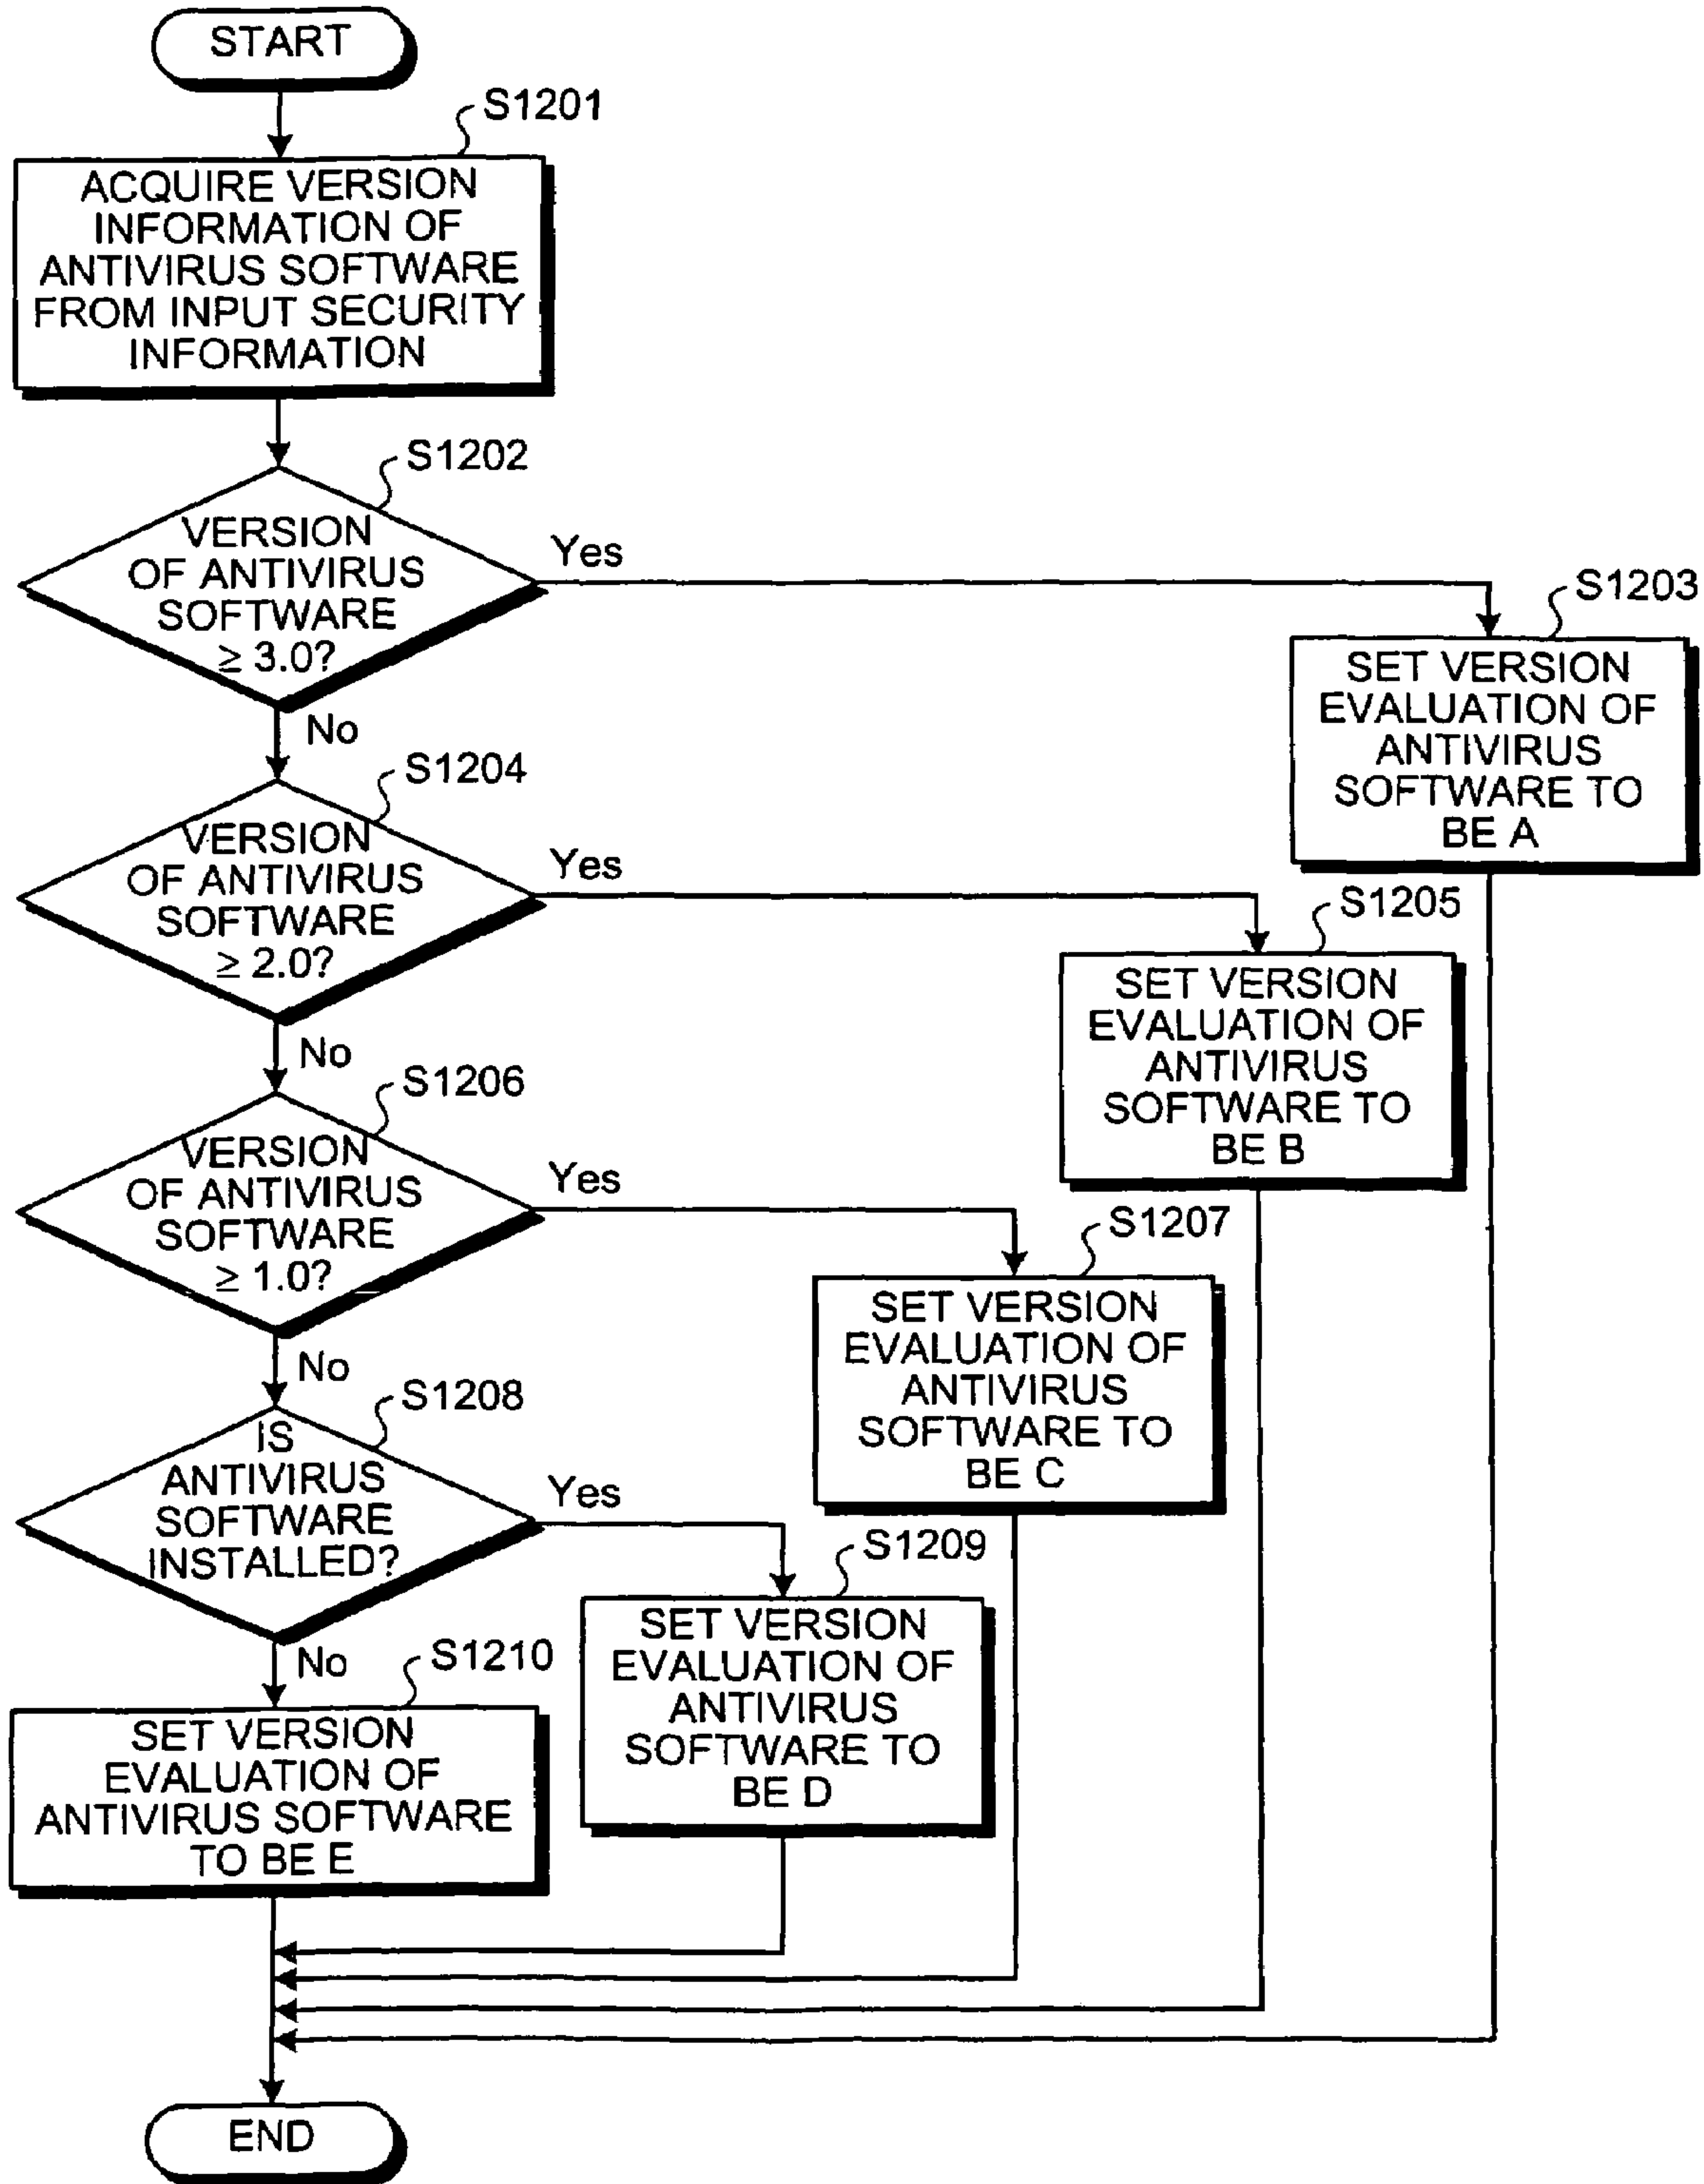 START
S1201
ACQUIRE VERSION
INFORMATION OF
ANTIVIRUS SOFTWARE
FROM INPUT SECURITY
INFORMATION
S1202
VERSION
OF ANTIVIRUS
SOFTWARE
≥ 3.0?
Yes
No
S1203
SET VERSION
EVALUATION OF
ANTIVIRUS
SOFTWARE TO
BE A
S1204
VERSION
OF ANTIVIRUS
SOFTWARE
≥ 2.0?
Yes
No
S1205
SET VERSION
EVALUATION OF
ANTIVIRUS
SOFTWARE TO
BE B
S1206
VERSION
OF ANTIVIRUS
SOFTWARE
≥ 1.0?
Yes
No
S1207
SET VERSION
EVALUATION OF
ANTIVIRUS
SOFTWARE TO
BE C
S1208
IS
ANTIVIRUS
SOFTWARE
INSTALLED?
Yes
No
S1209
SET VERSION
EVALUATION OF
ANTIVIRUS
SOFTWARE TO
BE D
S1210
SET VERSION
EVALUATION OF
ANTIVIRUS SOFTWARE
TO BE E
END